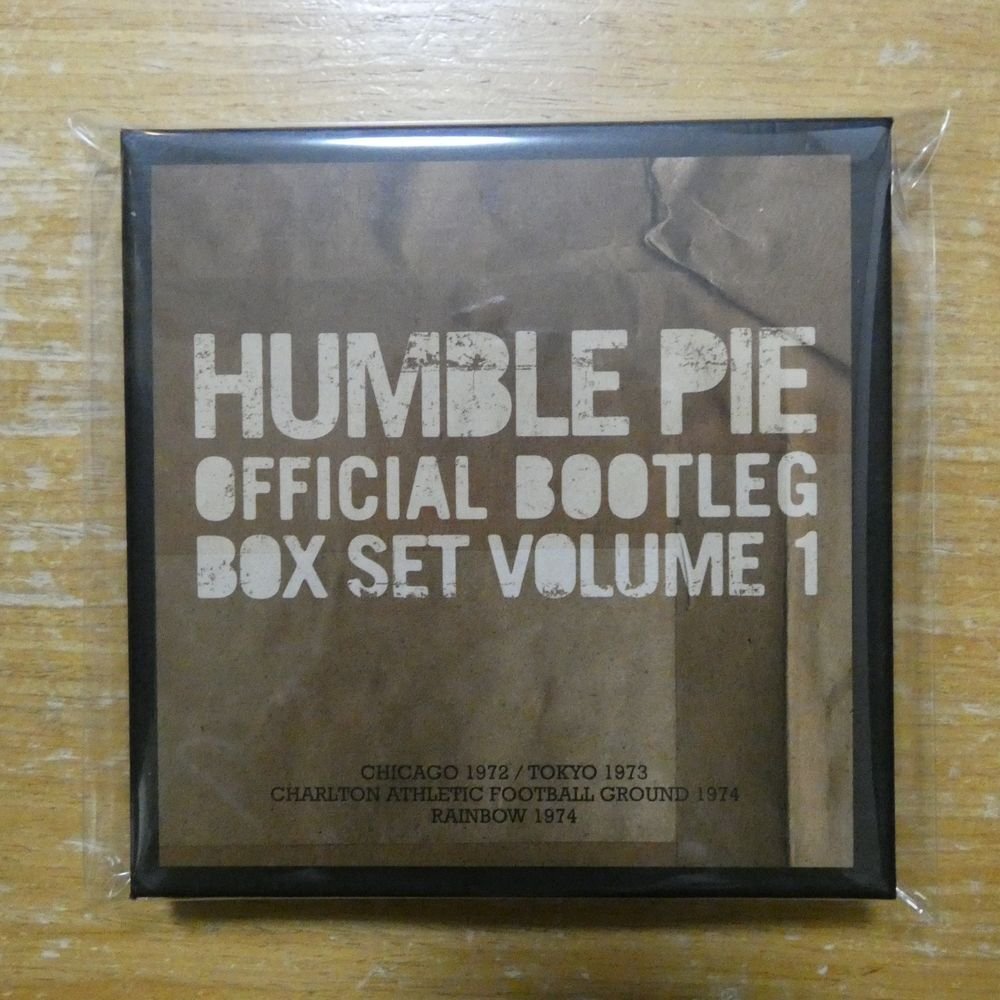 HUMBLE PIE
OFFICIAL BOOTLEG
BOX SET VOLUME 1
CHICAGO 1972 / TOKYO 1973
CHARLTON ATHLETIC FOOTBALL GROUND 1974
RAINBOW 1974